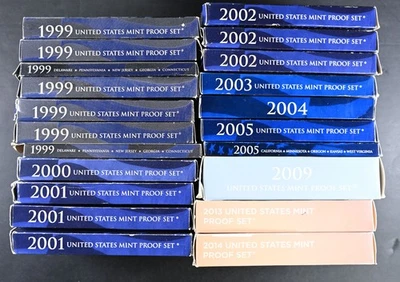 1999 UNITED STATES MINT PROOF SET*
1999 UNITED STATES MINT PROOF SET*
1999 DELAWARE • PENNSYLVANIA • NEW JERSEY • GEORGIA • CONNECTICUT
1999 UNITED STATES MINT PROOF SET*
1999 UNITED STATES MINT PROOF SET*
1999 UNITED STATES MINT PROOF SET*
1999 DELAWARE • PENNSYLVANIA • NEW JERSEY • GEORGIA • CONNECTICUT
2000 UNITED STATES MINT PROOF SET*
2001 UNITED STATES MINT PROOF SET*
2001 UNITED STATES MINT PROOF SET*
2001 UNITED STATES MINT PROOF SET*
2002 UNITED STATES MINT PROOF SET*
2002 UNITED STATES MINT PROOF SET*
2002 UNITED STATES MINT PROOF SET*
2003 UNITED STATES MINT PROOF SET*
2004
2005 UNITED STATES MINT PROOF SET*
2005 CALIFORNIA • MINNESOTA • OREGON • KANSAS • WEST VIRGINIA
2009
UNITED STATES MINT PROOF SET*
2013 UNITED STATES MINT
PROOF SET*
2014 UNITED STATES MINT
PROOF SET*